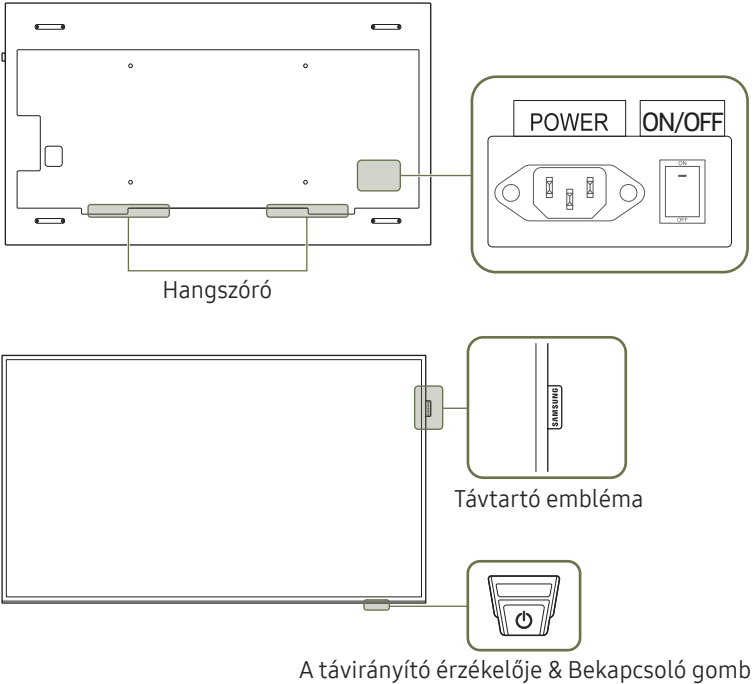 POWER ON/OFF
ON
OFF
Hangszóró
SAMSUNG
Távtartó embléma
A távirányító érzékelője & Bekapcsoló gomb